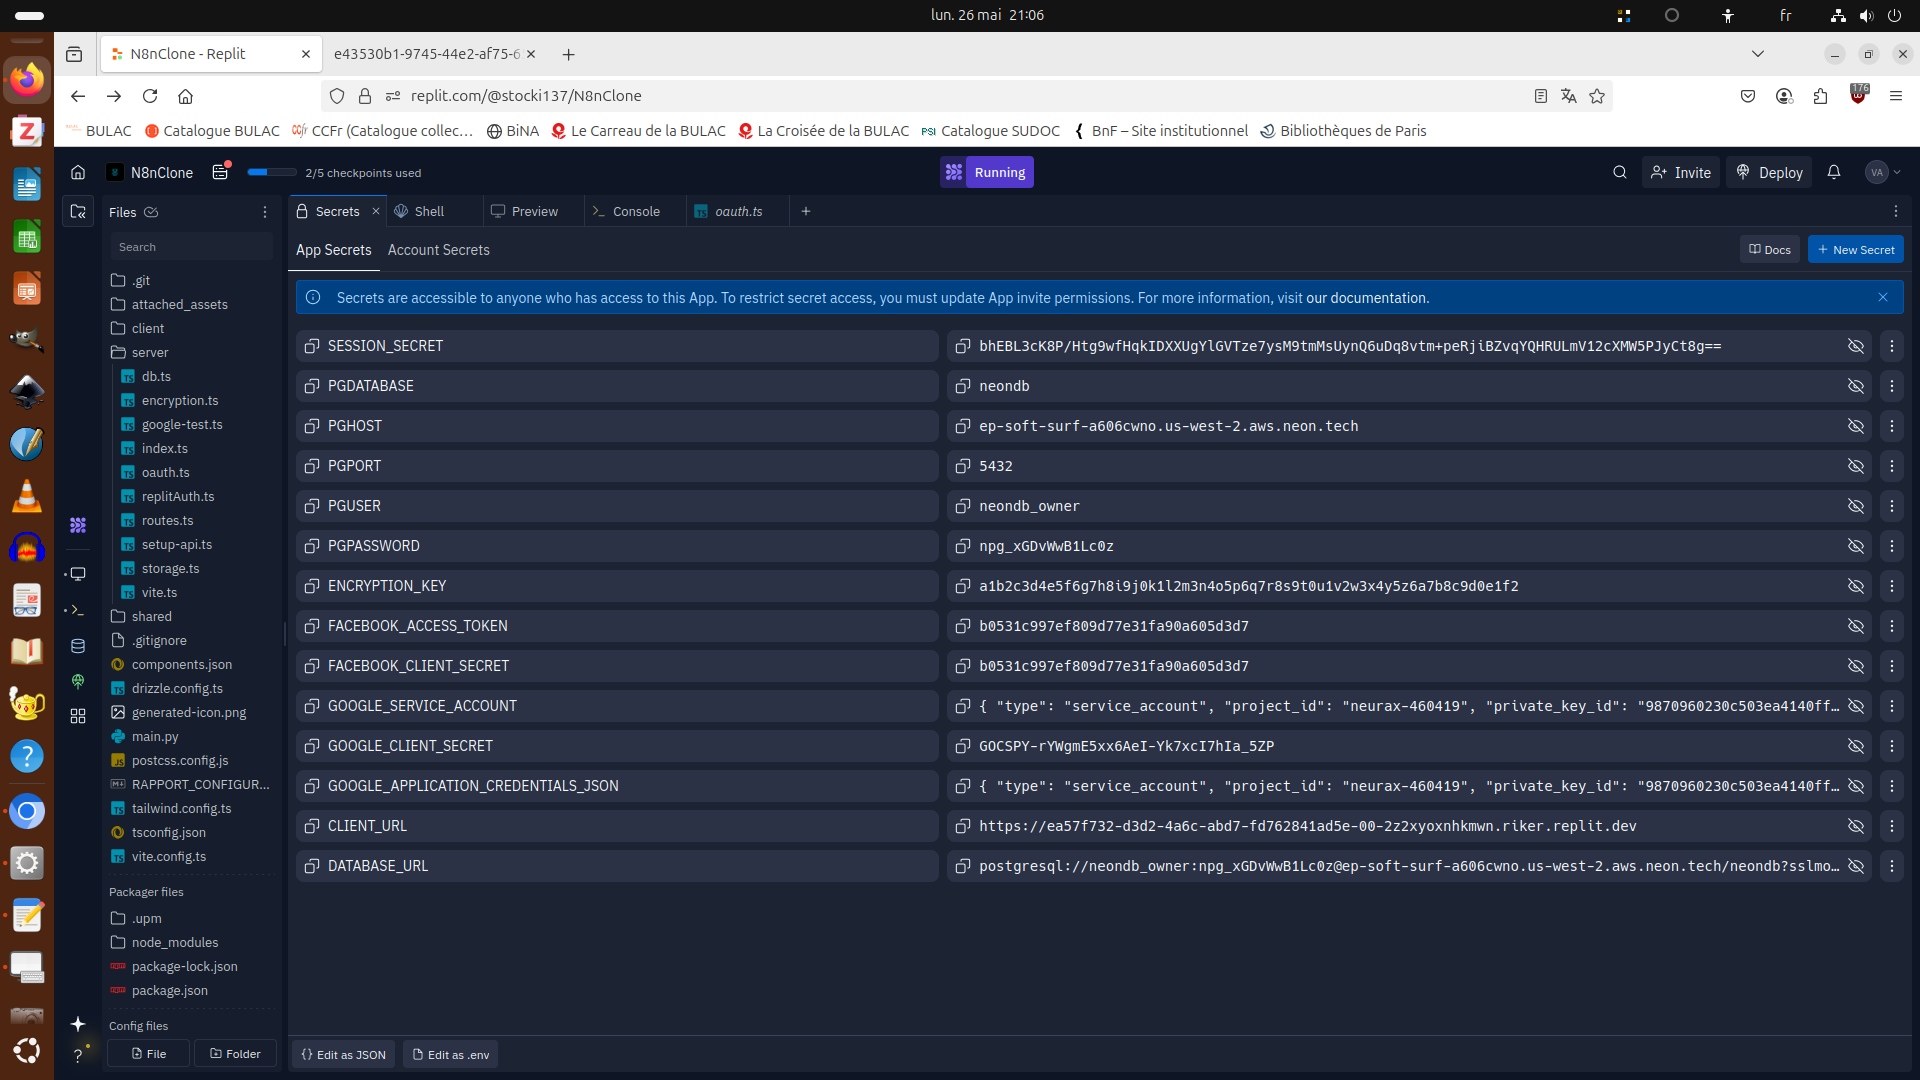 lun. 26 mai 21:06
fr
N8nClone - Replit
e43530b1-9745-44e2-af75-6
replit.com/@stocki137/N8nClone
176
BULAC
Catalogue BULAC
CCFr (Catalogue collec…
BiNA
Le Carreau de la BULAC
La Croisée de la BULAC
Catalogue SUDOC
BnF – Site institutionnel
Bibliothèques de Paris
N8nClone
2/5 checkpoints used
Running
Invite
Deploy
VA
Files
Secrets
Shell
Preview
Console
oauth.ts
Search
App Secrets
Account Secrets
Docs
New Secret
Secrets are accessible to anyone who has access to this App. To restrict secret access, you must update App invite permissions. For more information, visit our documentation.
.git
attached_assets
client
server
db.ts
encryption.ts
google-test.ts
index.ts
oauth.ts
replitAuth.ts
routes.ts
setup-api.ts
storage.ts
vite.ts
shared
.gitignore
components.json
drizzle.config.ts
generated-icon.png
main.py
postcss.config.js
RAPPORT_CONFIGUR...
tailwind.config.ts
tsconfig.json
vite.config.ts
Packager files
.upm
node_modules
package-lock.json
package.json
Config files
File
Folder
SESSION_SECRET
bhEBL3cK8P/Htg9wfHqkIDXXUgYlGVTze7ysM9tmMsUynQ6uDq8vtm+peRjiBZvqYQHRULmV12cXMW5PJyCt8g==
PGDATABASE
neondb
PGHOST
ep-soft-surf-a606cwno.us-west-2.aws.neon.tech
PGPORT
5432
PGUSER
neondb_owner
PGPASSWORD
npg_xGDvWwB1Lc0z
ENCRYPTION_KEY
a1b2c3d4e5f6g7h8i9j0k1l2m3n4o5p6q7r8s9t0u1v2w3x4y5z6a7b8c9d0e1f2
FACEBOOK_ACCESS_TOKEN
b0531c997ef809d77e31fa90a605d3d7
FACEBOOK_CLIENT_SECRET
b0531c997ef809d77e31fa90a605d3d7
GOOGLE_SERVICE_ACCOUNT
{ "type": "service_account", "project_id": "neurax-460419", "private_key_id": "9870960230c503ea4140ff…
GOOGLE_CLIENT_SECRET
GOCSPY-rYWgmE5xx6AeI-Yk7xcI7hIa_5ZP
GOOGLE_APPLICATION_CREDENTIALS_JSON
{ "type": "service_account", "project_id": "neurax-460419", "private_key_id": "9870960230c503ea4140ff…
CLIENT_URL
https://ea57f732-d3d2-4a6c-abd7-fd762841ad5e-00-2z2xyoxnhkmwn.riker.replit.dev
DATABASE_URL
postgresql://neondb_owner:npg_xGDvWwB1Lc0z@ep-soft-surf-a606cwno.us-west-2.aws.neon.tech/neondb?sslmo…
Edit as JSON
Edit as .env